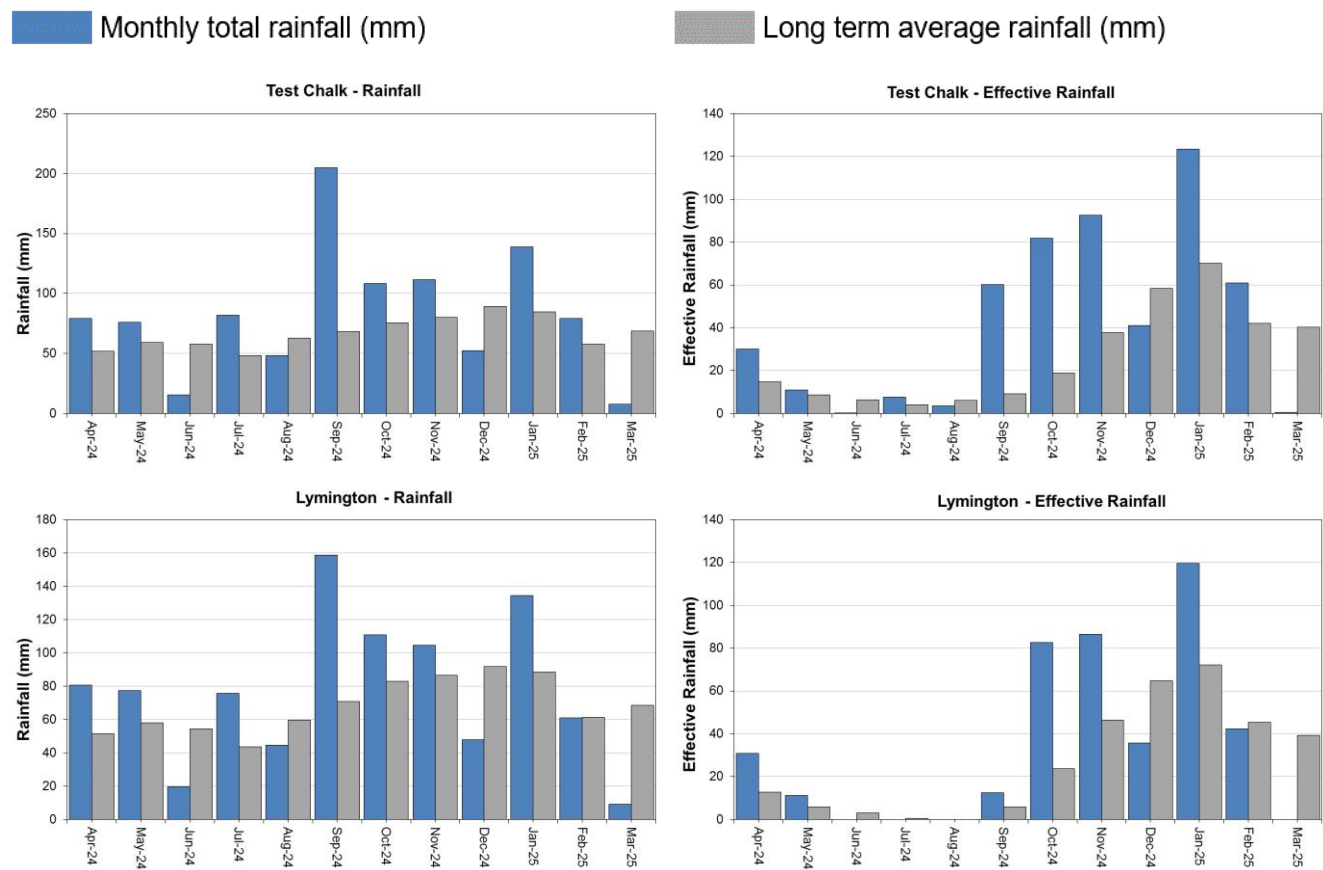 Monthly total rainfall (mm)
Long term average rainfall (mm)
Test Chalk - Rainfall
Rainfall (mm)
250
200
150
100
50
0
Apr-24
May-24
Jun-24
Jul-24
Aug-24
Sep-24
Oct-24
Nov-24
Dec-24
Jan-25
Feb-25
Mar-25
Test Chalk - Effective Rainfall
Effective Rainfall (mm)
140
120
100
80
60
40
20
0
Apr-24
May-24
Jun-24
Jul-24
Aug-24
Sep-24
Oct-24
Nov-24
Dec-24
Jan-25
Feb-25
Mar-25
Lymington - Rainfall
Rainfall (mm)
180
160
140
120
100
80
60
40
20
0
Apr-24
May-24
Jun-24
Jul-24
Aug-24
Sep-24
Oct-24
Nov-24
Dec-24
Jan-25
Feb-25
Mar-25
Lymington - Effective Rainfall
Effective Rainfall (mm)
140
120
100
80
60
40
20
0
Apr-24
May-24
Jun-24
Jul-24
Aug-24
Sep-24
Oct-24
Nov-24
Dec-24
Jan-25
Feb-25
Mar-25